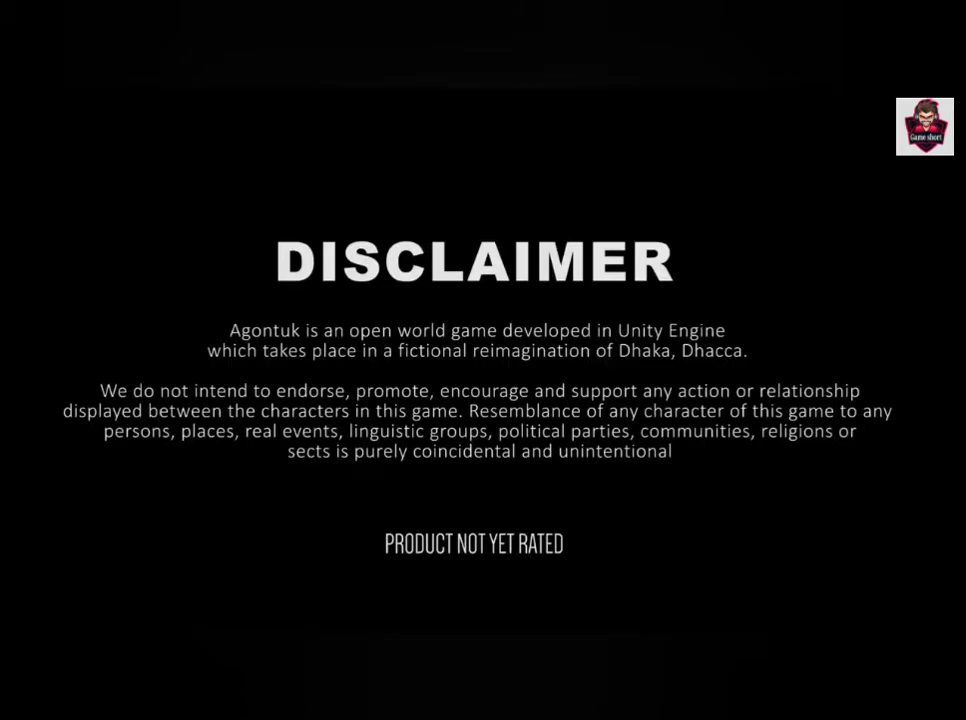 Game short
DISCLAIMER
Agontuk is an open world game developed in Unity Engine
which takes place in a fictional reimagination of Dhaka, Dhacca.
We do not intend to endorse, promote, encourage and support any action or relationship
displayed between the characters in this game. Resemblance of any character of this game to any
persons, places, real events, linguistic groups, political parties, communities, religions or
sects is purely coincidental and unintentional
PRODUCT NOT YET RATED